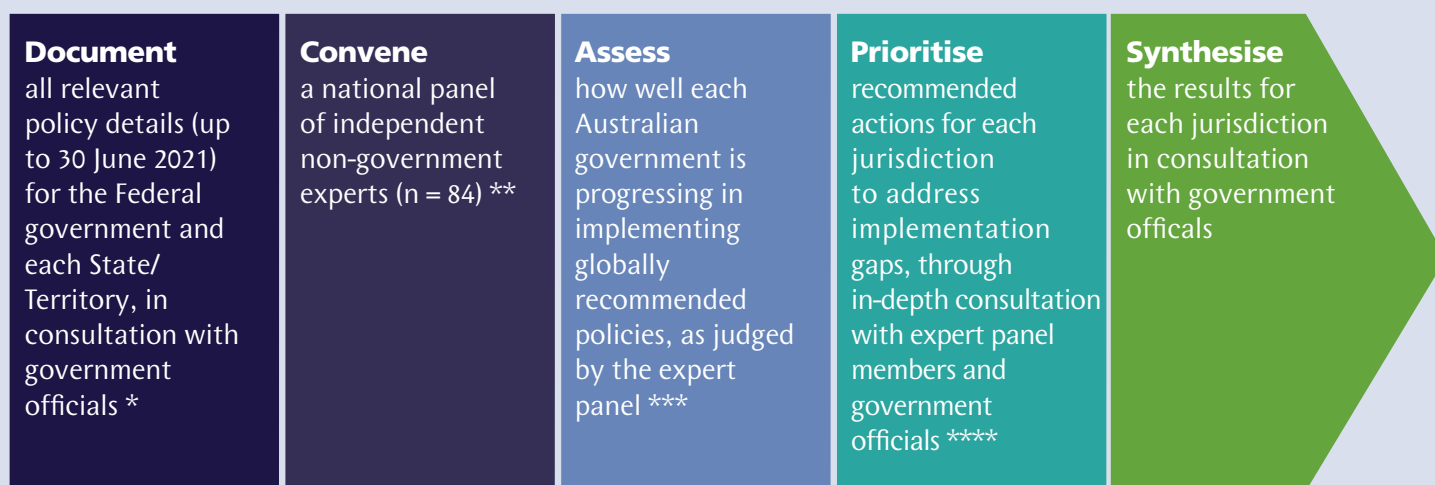 Document
all relevant
policy details (up
to 30 June 2021)
for the Federal
government and
each State/
Territory, in
consultation with
government
officials *
Convene
a national panel
of independent
non-government
experts (n = 84) **
Assess
how well each
Australian
government is
progressing in
implementing
globally
recommended
policies, as judged
by the expert
panel ***
Prioritise
recommended
actions for each
jurisdiction
to address
implementation
gaps, through
in-depth consultation
with expert panel
members and
government
officials ****
Synthesise
the results for
each jurisdiction
in consultation
with government
officals